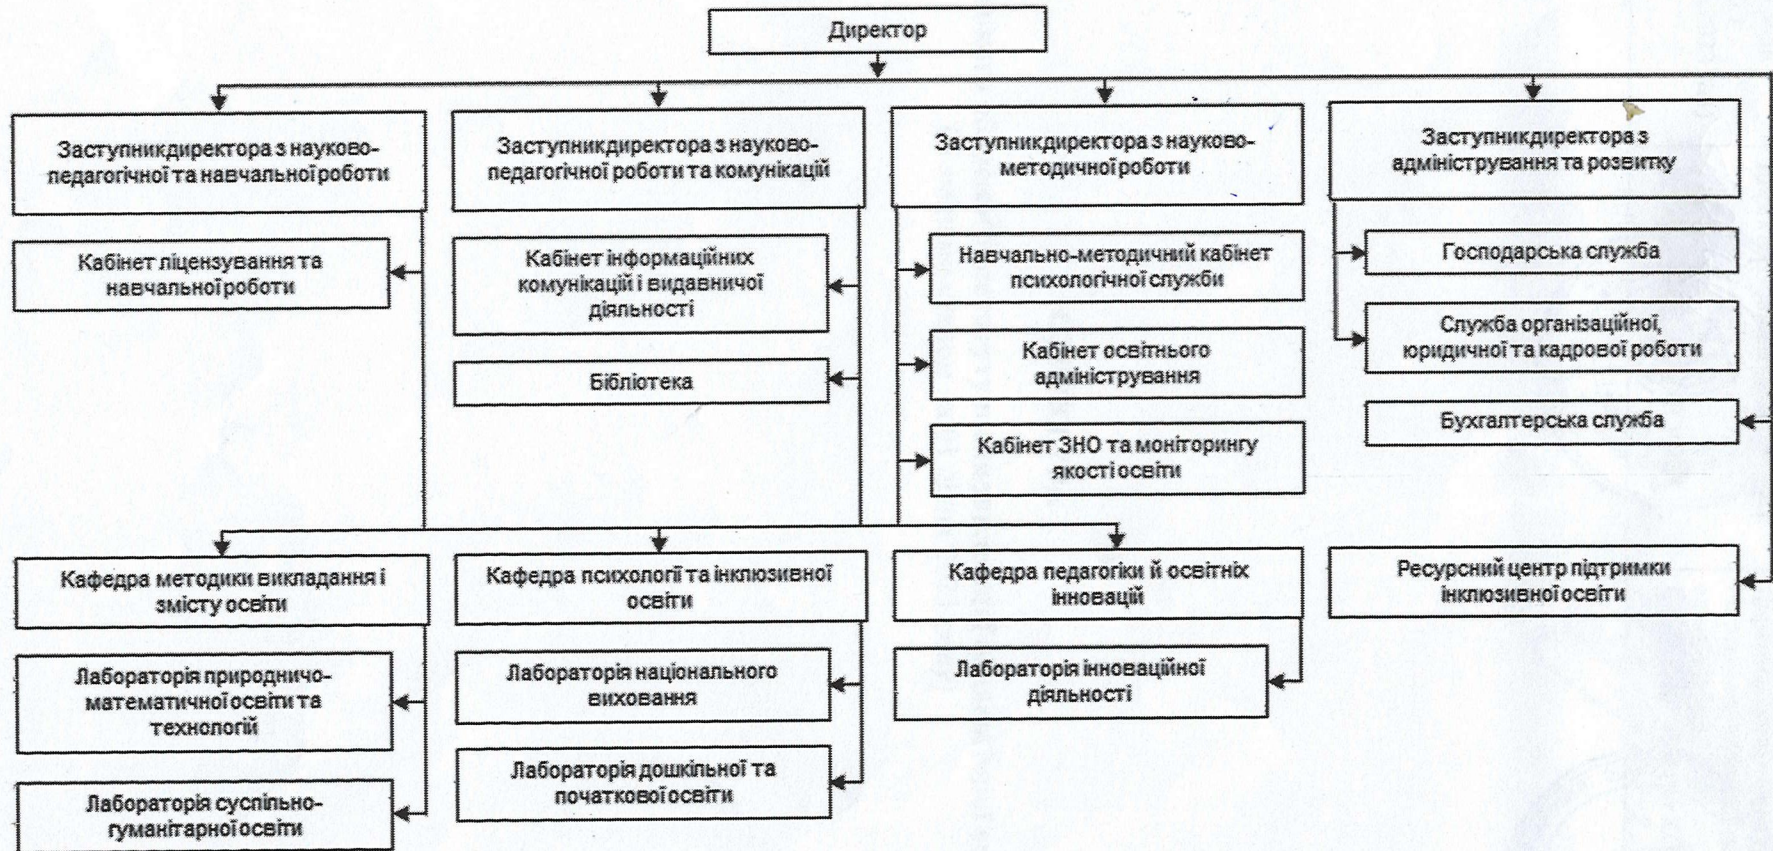 Директор
Заступникдиректора з науково-
педагогічної та навчальної роботи
Заступникдиректора з науково-
педагогічної роботи та комунікацій
Заступникдиректора з науково-
методичної роботи
Заступникдиректора з
адміністрування та розвитку
Кабінет ліцензування та
навчальної роботи
Кабінет інформаційних
комунікацій і видавничої
діяльності
Бібліотека
Навчально-методичний кабінет
психологічної служби
Кабінет освітнього
адміністрування
Кабінет ЗНО та моніторингу
якості освіти
Господарська служба
Служба організаційної,
юридичної та кадрової роботи
Бухгалтерська служба
Кафедра методики викладання і
змісту освіти
Кафедра психології та інклюзивної
освіти
Кафедра педагогіки й освітніх
інновацій
Ресурсний центр підтримки
інклюзивної освіти
Лабораторія природничо-
математичної освіти та
технологій
Лабораторія суспільно-
гуманітарної освіти
Лабораторія національного
виховання
Лабораторія дошкільної та
початкової освіти
Лабораторія інноваційної
діяльності